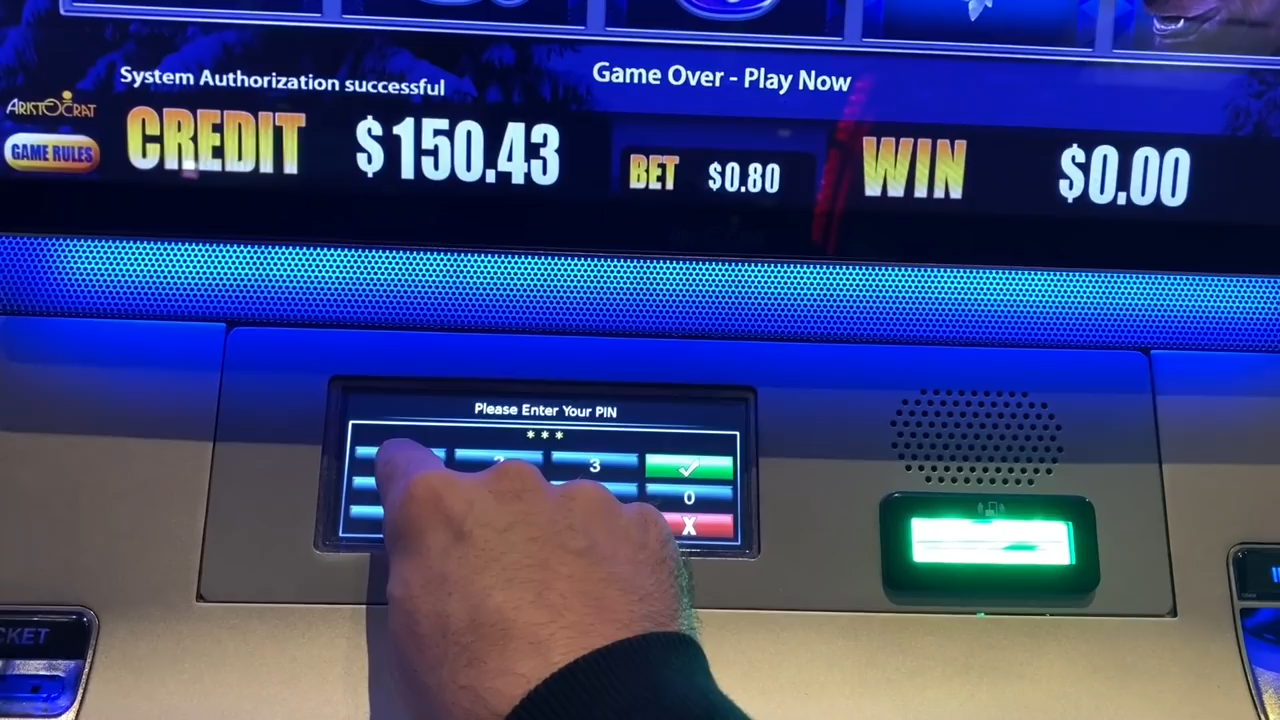 System Authorization successful
Game Over - Play Now
ARISTOCRAT
GAME RULES
CREDIT $150.43
BET $0.80
WIN $0.00
Please Enter Your PIN
***
3
0
X